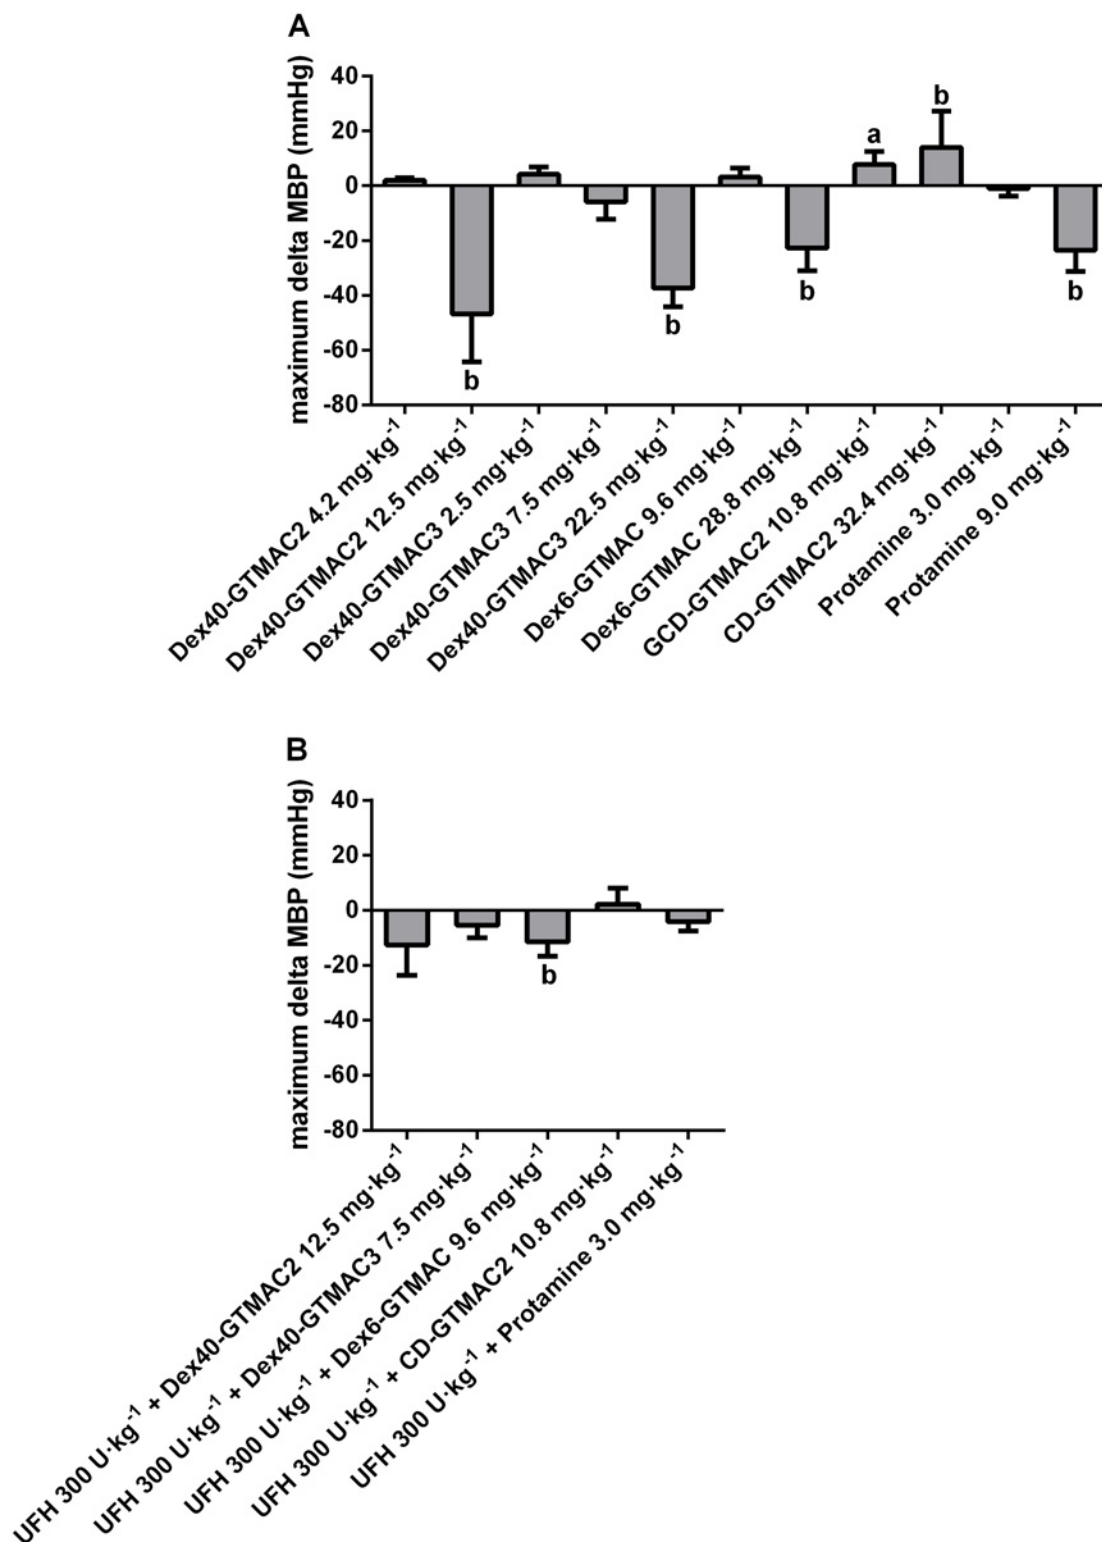 A
maximum delta MBP (mmHg)
40
20
0
-20
-40
-60
-80
b
b
b
a
b
b
Dex40-GTMAC2 4.2 mg·kg⁻¹
Dex40-GTMAC2 12.5 mg·kg⁻¹
Dex40-GTMAC3 2.5 mg·kg⁻¹
Dex40-GTMAC3 7.5 mg·kg⁻¹
Dex40-GTMAC3 22.5 mg·kg⁻¹
Dex6-GTMAC 9.6 mg·kg⁻¹
Dex6-GTMAC 28.8 mg·kg⁻¹
GCD-GTMAC2 10.8 mg·kg⁻¹
CD-GTMAC2 32.4 mg·kg⁻¹
Protamine 3.0 mg·kg⁻¹
Protamine 9.0 mg·kg⁻¹
B
maximum delta MBP (mmHg)
40
20
0
-20
-40
-60
-80
b
UFH 300 U·kg⁻¹ + Dex40-GTMAC2 12.5 mg·kg⁻¹
UFH 300 U·kg⁻¹ + Dex40-GTMAC3 7.5 mg·kg⁻¹
UFH 300 U·kg⁻¹ + Dex6-GTMAC 9.6 mg·kg⁻¹
UFH 300 U·kg⁻¹ + CD-GTMAC2 10.8 mg·kg⁻¹
UFH 300 U·kg⁻¹ + Protamine 3.0 mg·kg⁻¹